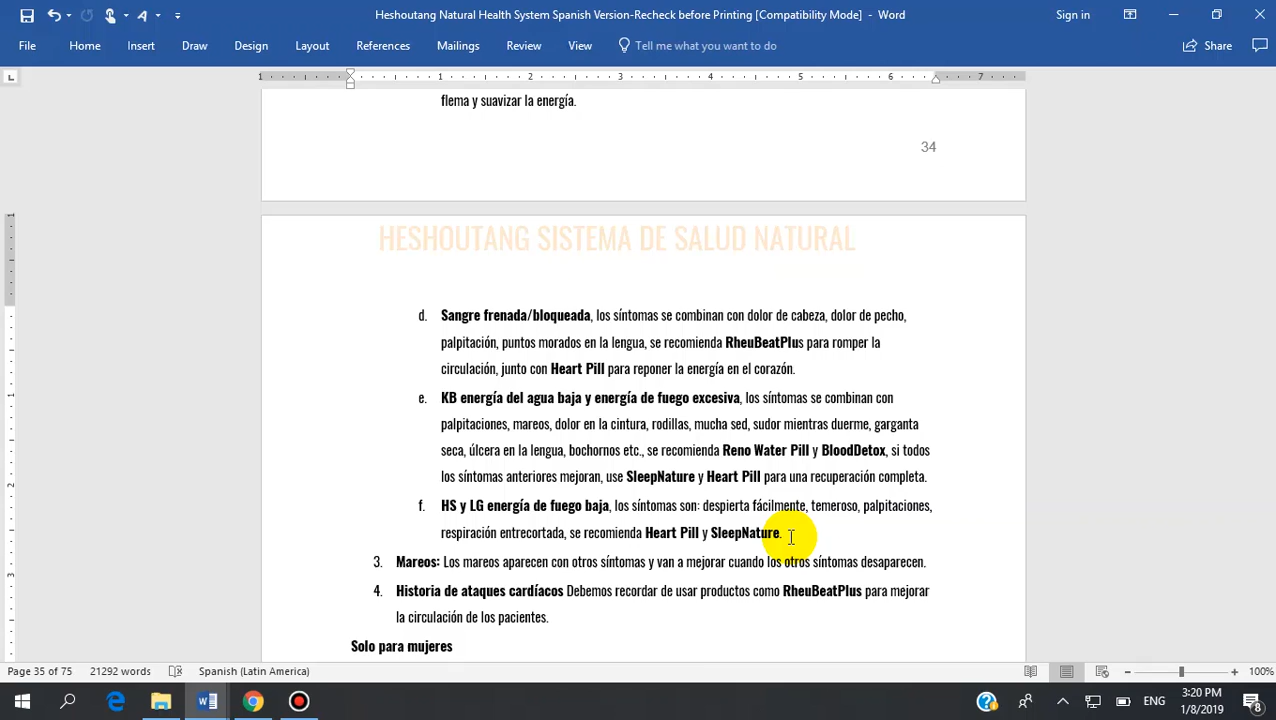 Heshoutang Natural Health System Spanish Version-Recheck before Printing [Compatibility Mode] - Word
Sign in
File Home Insert Draw Design Layout References Mailings Review View Tell me what you want to do Share
1 1 2 3 4 5 6 7
flema y suavizar la energía.
34
HESHOUTANG SISTEMA DE SALUD NATURAL
d. Sangre frenada/bloqueada, los síntomas se combinan con dolor de cabeza, dolor de pecho,
palpitación, puntos morados en la lengua, se recomienda RheuBeatPlus para romper la
circulación, junto con Heart Pill para reponer la energía en el corazón.
e. KB energía del agua baja y energía de fuego excesiva, los síntomas se combinan con
palpitaciones, mareos, dolor en la cintura, rodillas, mucha sed, sudor mientras duerme, garganta
seca, úlcera en la lengua, bochornos etc., se recomienda Reno Water Pill y BloodDetox, si todos
los síntomas anteriores mejoran, use SleepNature y Heart Pill para una recuperación completa.
f. HS y LG energía de fuego baja, los síntomas son: despierta fácilmente, temeroso, palpitaciones,
respiración entrecortada, se recomienda Heart Pill y SleepNature.
3. Mareos: Los mareos aparecen con otros síntomas y van a mejorar cuando los otros síntomas desaparecen.
4. Historia de ataques cardíacos Debemos recordar de usar productos como RheuBeatPlus para mejorar
la circulación de los pacientes.
Solo para mujeres
Page 35 of 75 21292 words Spanish (Latin America) 100%
ENG
3:20 PM
1/8/2019
8